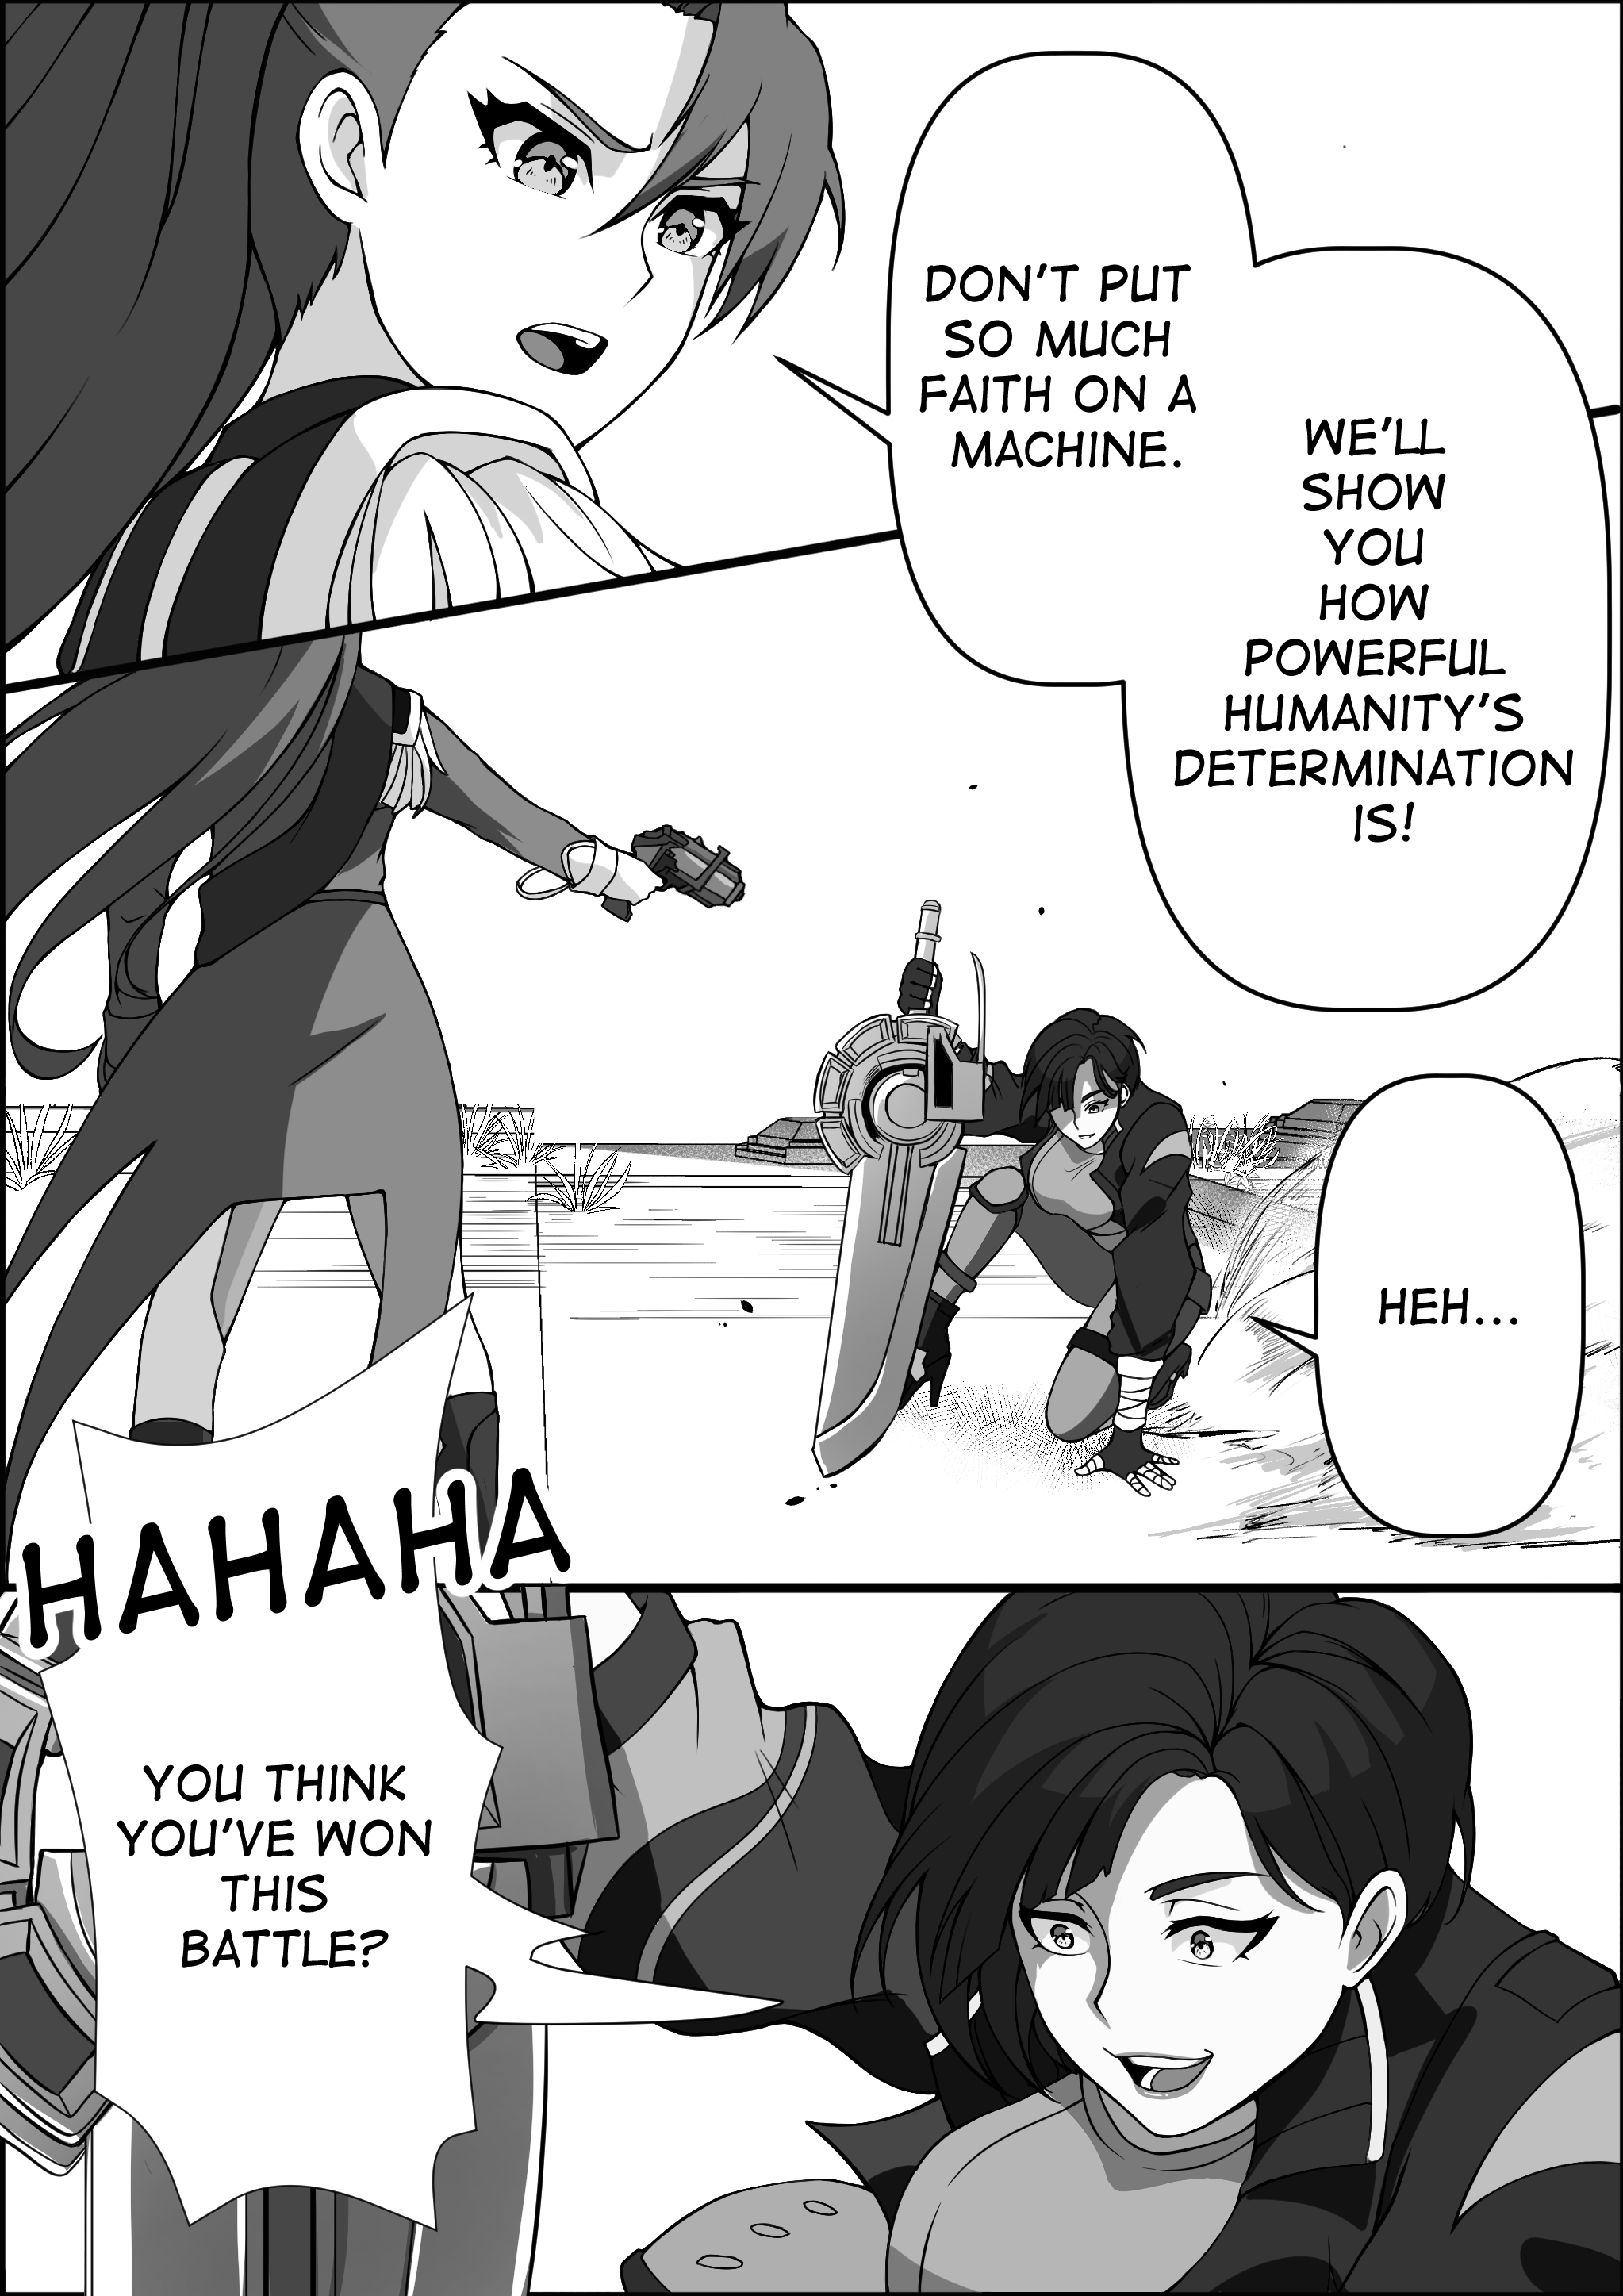 DON'T PUT
SO MUCH
FAITH ON A
MACHINE.
WE'LL
SHOW
YOU
HOW
POWERFUL
HUMANITY'S
DETERMINATION
IS!
HEH...
HAHAHA
YOU THINK
YOU'VE WON
THIS
BATTLE?